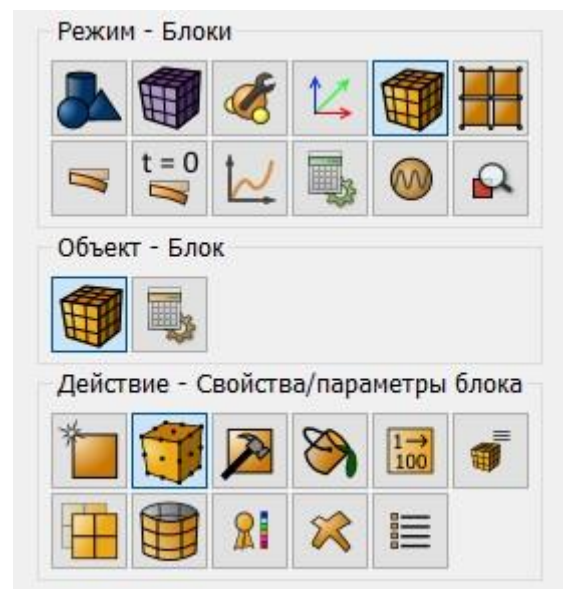 Режим - Блоки
t = 0
Объект - Блок
Действие - Свойства/параметры блока
1→
100